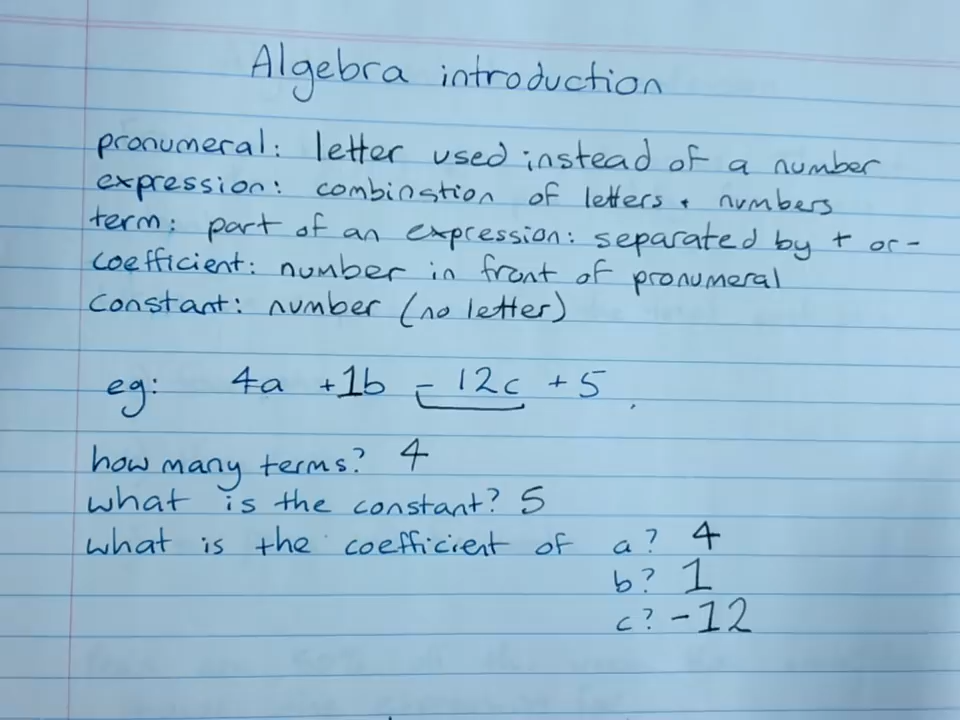 Algebra introduction
pronumeral: letter used instead of a number
expression: combinstion of letters + numbers
term: part of an expression: separated by + or -
coefficient: number in front of pronumeral
constant: number (no letter)
eg: 4a +1b - 12c + 5
how many terms? 4
what is the constant? 5
what is the coefficient of a? 4
b? 1
c? -12